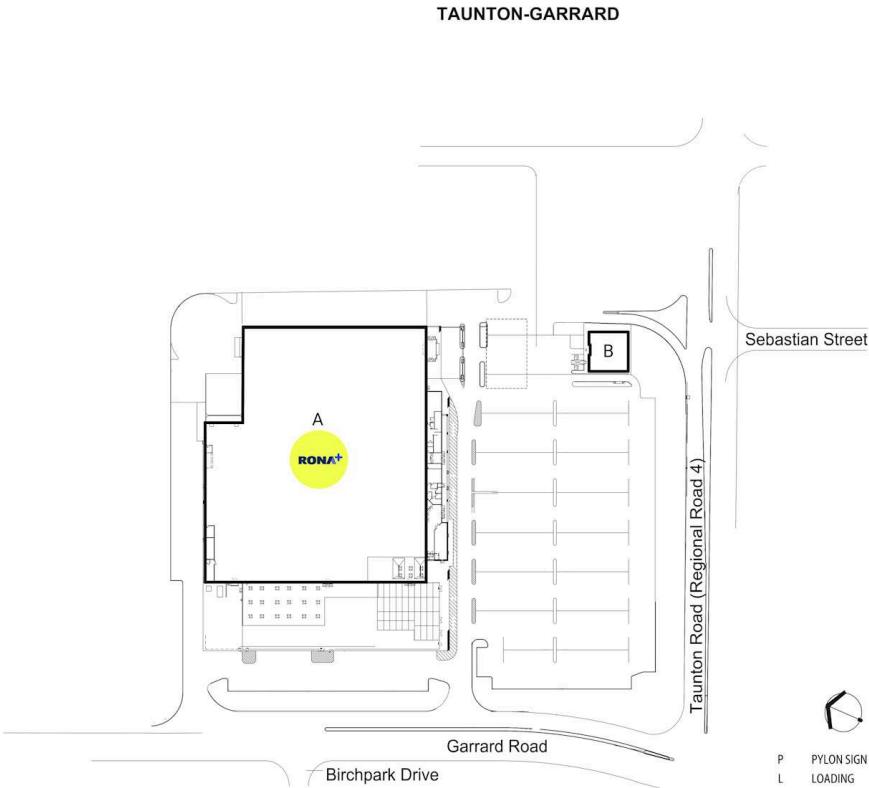 TAUNTON-GARRARD
Sebastian Street
B
A
RONA+
Taunton Road (Regional Road 4)
Garrard Road
Birchpark Drive
P PYLON SIGN
L LOADING